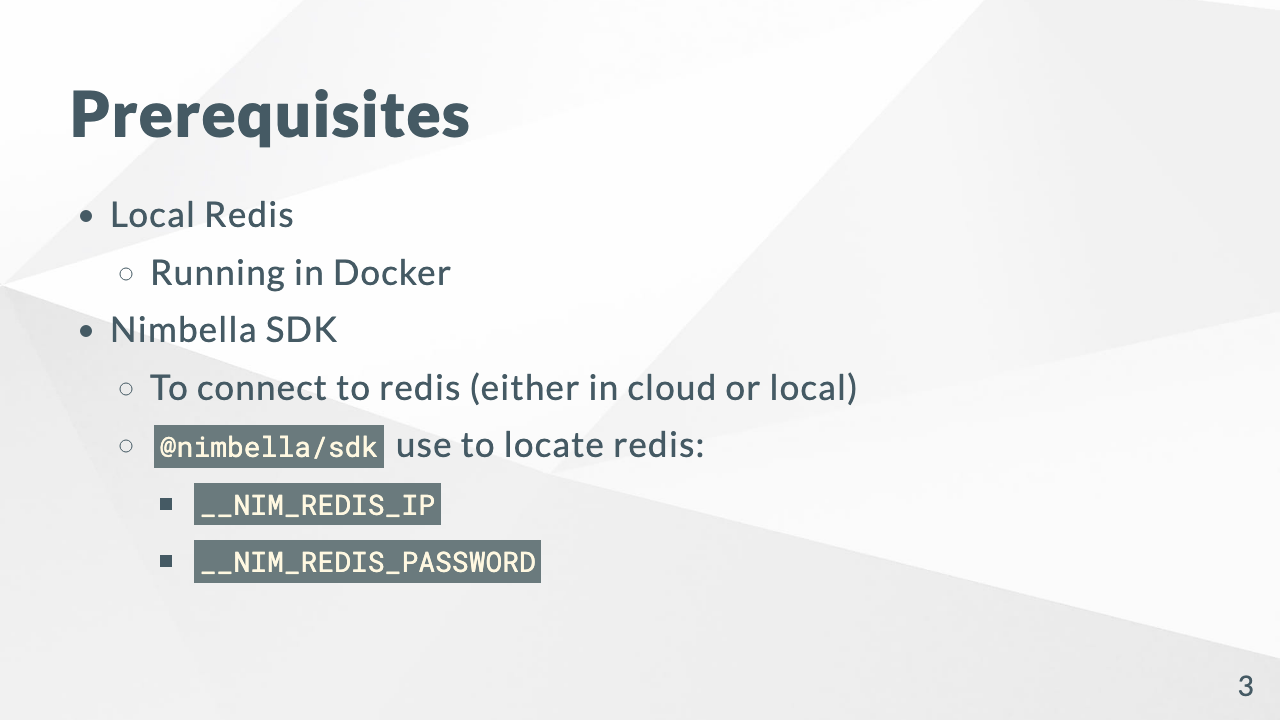 Prerequisites
Local Redis
Running in Docker
Nimbella SDK
To connect to redis (either in cloud or local)
@nimbella/sdk use to locate redis:
__NIM_REDIS_IP
__NIM_REDIS_PASSWORD
3